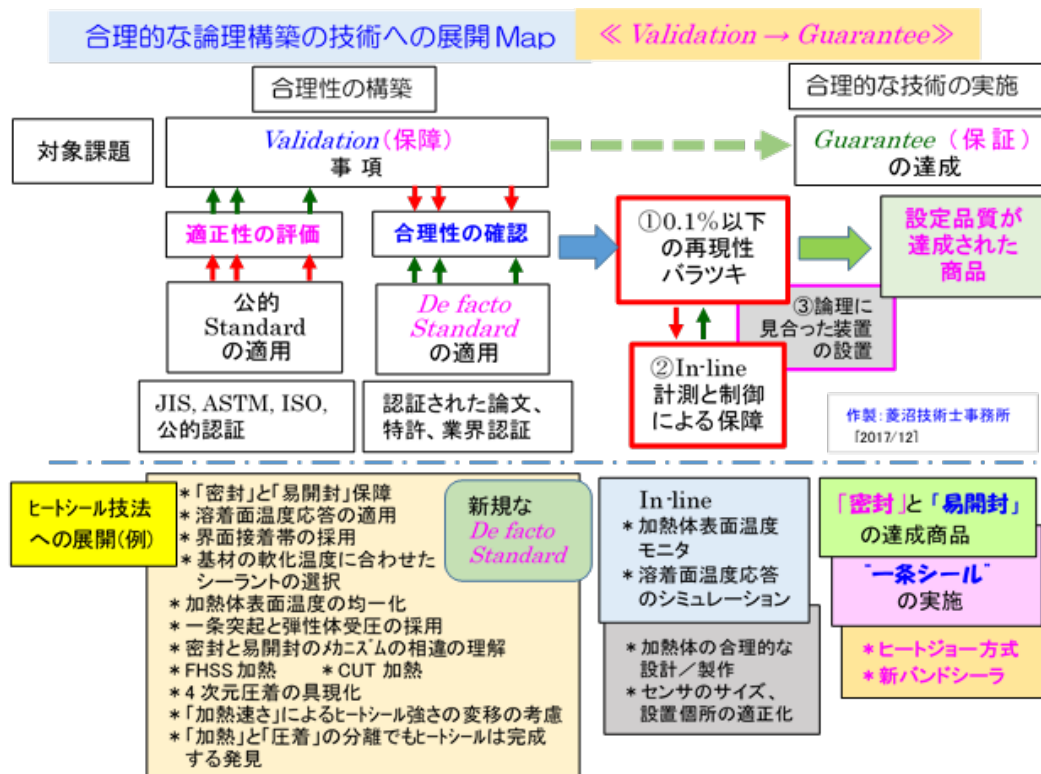 合理的な論理構築の技術への展開 Map
≪ Validation → Guarantee≫
合理性の構築
合理的な技術の実施
対象課題
Validation(保障)
事 項
Guarantee (保 証)
の達成
適正性の評価
合理性の確認
①0.1%以下
の再現性
バラツキ
設定品質が
達成された
商品
公的
Standard
の適用
De facto
Standard
の適用
③論理に
見合った装置
の設置
②In-line
計測と制御
による保障
JIS, ASTM, ISO,
公的認証
認証された論文、
特許、業界認証
作製:菱沼技術士事務所
「2017/12]
ヒートシール技法
への展開(例)
*「密封」と「易開封」保障
* 溶着面温度応答の適用
* 界面接着帯の採用
* 基材の軟化温度に合わせた
シーラントの選択
* 加熱体表面温度の均一化
* 一条突起と弾性体受圧の採用
* 密封と易開封のメカニズムの相違の理解
* FHSS 加熱 * CUT 加熱
* 4 次元圧着の具現化
*「加熱速さ」によるヒートシール強さの変移の考慮
*「加熱」と「圧着」の分離でもヒートシールは完成
する発見
新規な
De facto
Standard
In-line
* 加熱体表面温度
モニタ
* 溶着面温度応答
のシミュレーション
* 加熱体の合理的な
設計/製作
* センサのサイズ、
設置個所の適正化
「密封」と「易開封」
の達成商品
"一条シール"
の実施
* ヒートジョー方式
* 新バンドシーラ